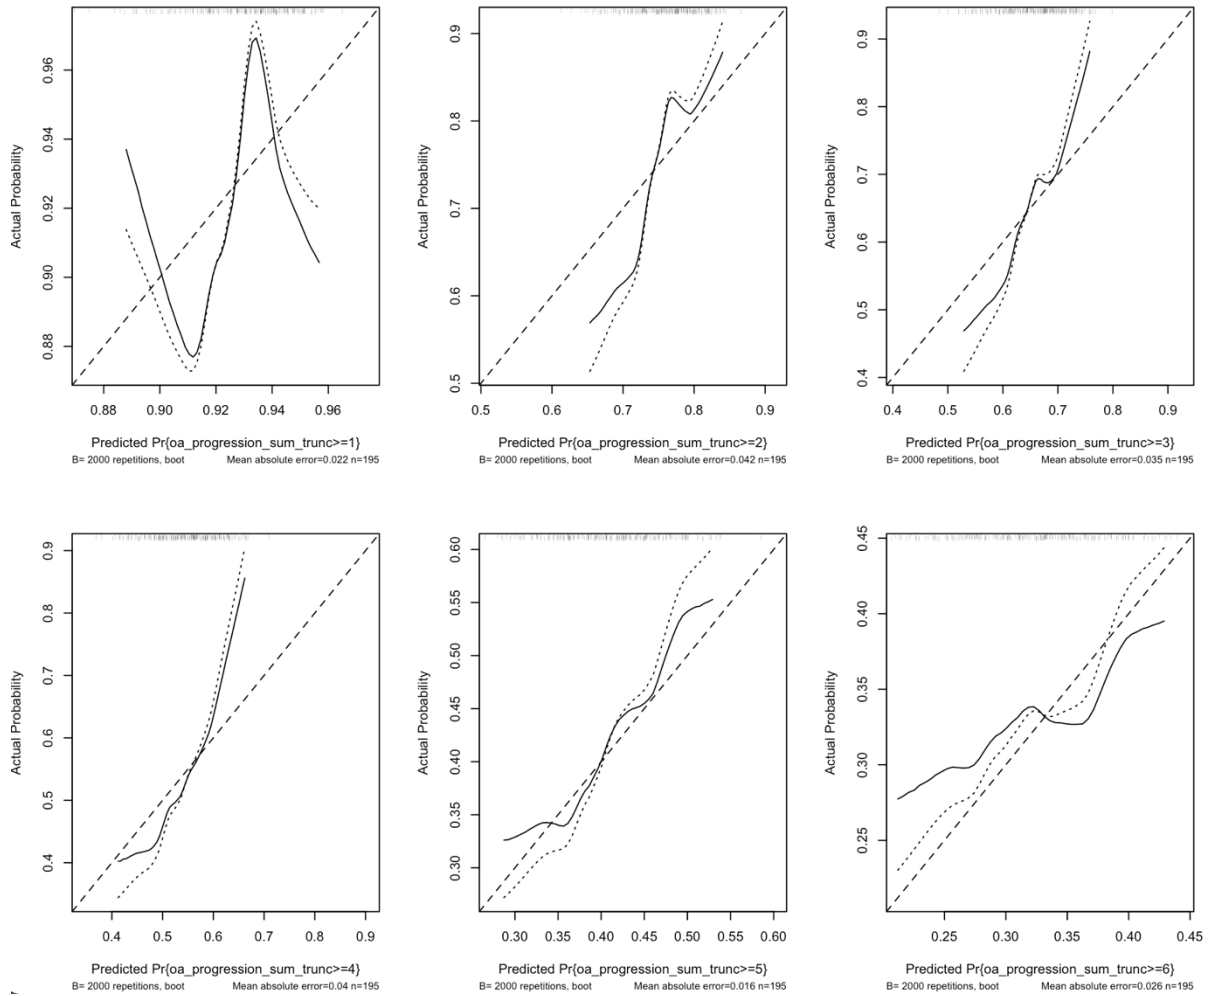 0.96
0.94
0.92
0.90
0.88
Actual Probability
0.88 0.90 0.92 0.94 0.96
Predicted Pr{oa_progression_sum_trunc>=1}
B= 2000 repetitions, boot Mean absolute error=0.022 n=195
0.9
0.8
0.7
0.6
0.5
Actual Probability
0.5 0.6 0.7 0.8 0.9
Predicted Pr{oa_progression_sum_trunc>=2}
B= 2000 repetitions, boot Mean absolute error=0.042 n=195
0.9
0.8
0.7
0.6
0.5
0.4
Actual Probability
0.4 0.5 0.6 0.7 0.8 0.9
Predicted Pr{oa_progression_sum_trunc>=3}
B= 2000 repetitions, boot Mean absolute error=0.035 n=195
0.9
0.8
0.7
0.6
0.5
0.4
Actual Probability
0.4 0.5 0.6 0.7 0.8 0.9
Predicted Pr{oa_progression_sum_trunc>=4}
B= 2000 repetitions, boot Mean absolute error=0.04 n=195
0.60
0.55
0.50
0.45
0.40
0.35
0.30
Actual Probability
0.30 0.35 0.40 0.45 0.50 0.55 0.60
Predicted Pr{oa_progression_sum_trunc>=5}
B= 2000 repetitions, boot Mean absolute error=0.016 n=195
0.45
0.40
0.35
0.30
0.25
Actual Probability
0.25 0.30 0.35 0.40 0.45
Predicted Pr{oa_progression_sum_trunc>=6}
B= 2000 repetitions, boot Mean absolute error=0.026 n=195